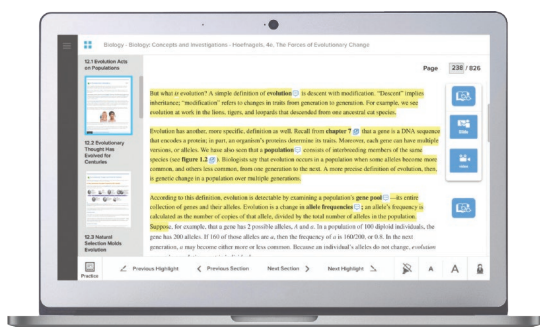 Biology - Biology: Concepts and Investigations - Hoefnagels, 4e, The Forces of Evolutionary Change
12.1 Evolution Acts
on Populations
12.2 Evolutionary
Thought Has
Evolved for
Centuries
12.3 Natural
Selection Molds
Evolution
Page 238 / 826
But what is evolution? A simple definition of evolution is descent with modification. "Descent" implies
inheritance; "modification" refers to changes in traits from generation to generation. For example, we see
evolution at work in the lions, tigers, and leopards that descended from one ancestral cat species.
Evolution has another, more specific, definition as well. Recall from chapter 7 that a gene is a DNA sequence
that encodes a protein; in part, an organism's proteins determine its traits. Moreover, each gene can have multiple
versions, or alleles. We have also seen that a population consists of interbreeding members of the same
species (see figure 1.2). Biologists say that evolution occurs in a population when some alleles become more
common, and others less common, from one generation to the next. A more precise definition of evolution, then,
is genetic change in a population over multiple generations.
According to this definition, evolution is detectable by examining a population's gene pool—its entire
collection of genes and their alleles. Evolution is a change in allele frequencies; an allele's frequency is
calculated as the number of copies of that allele, divided by the total number of alleles in the population.
Suppose, for example, that a gene has 2 possible alleles, A and a. In a population of 100 diploid individuals, the
gene has 200 alleles. If 160 of those alleles are a, then the frequency of a is 160/200, or 0.8. In the next
generation, a may become either more or less common. Because an individual's alleles do not change, evolution
Practice
Previous Highlight
Previous Section
Next Section
Next Highlight
A
A